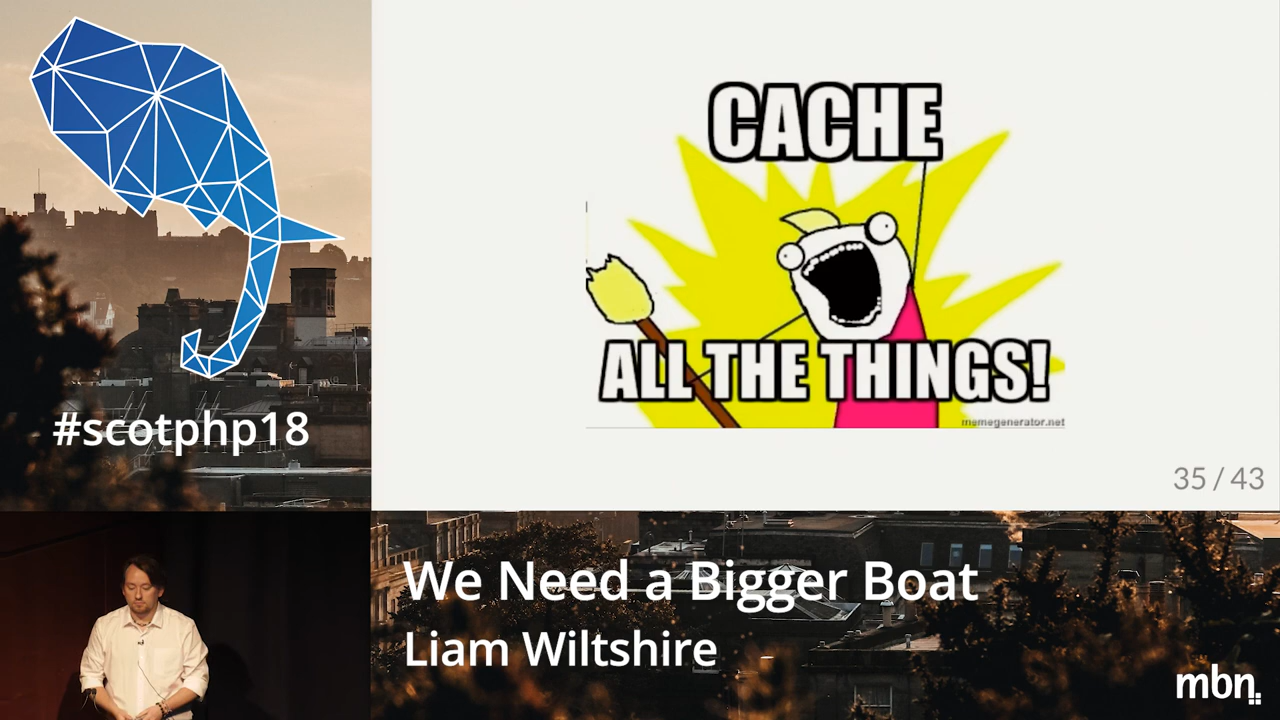 CACHE
ALL THE THINGS!
memegenerator.net
35 / 43
#scotphp18
We Need a Bigger Boat
Liam Wiltshire
mbn